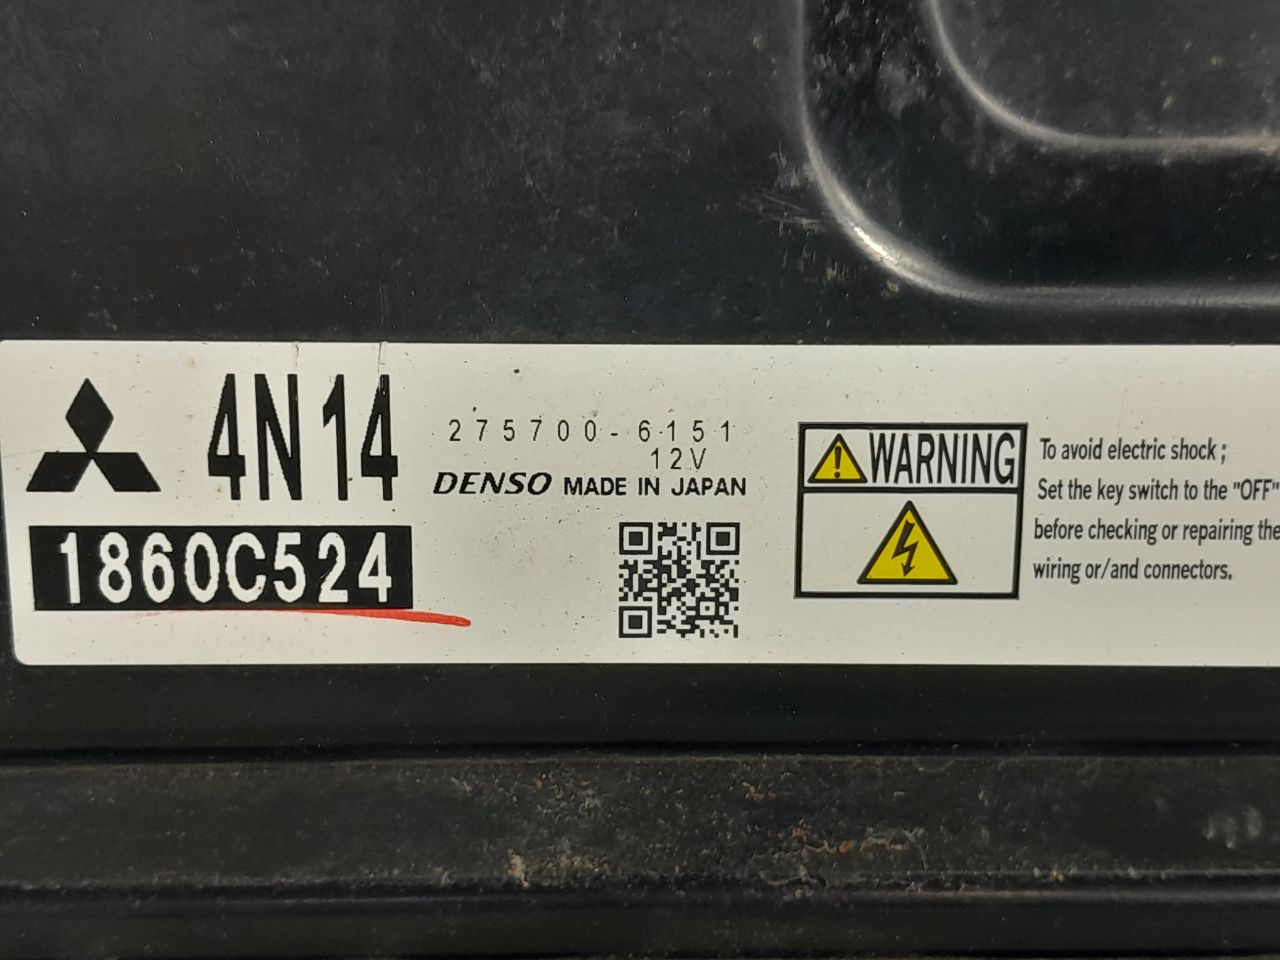 4N14
275700-6151
12V
DENSO MADE IN JAPAN
1860C524
WARNING
To avoid electric shock;
Set the key switch to the "OFF"
before checking or repairing the
wiring or/and connectors.